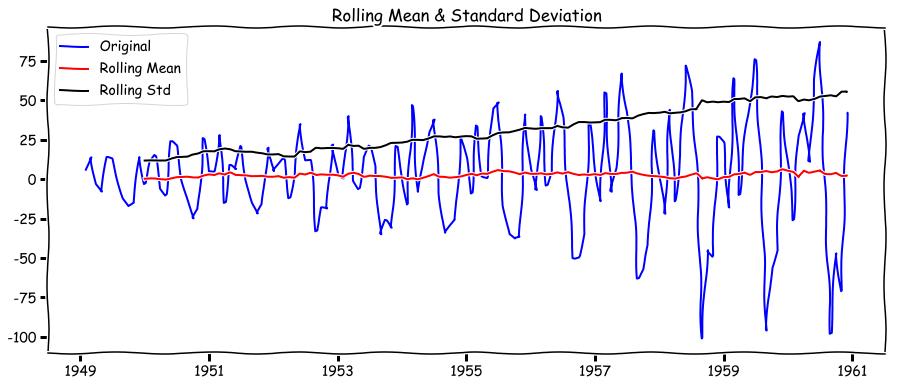 Rolling Mean & Standard Deviation
Original
Rolling Mean
Rolling Std
75
50
25
0
-25
-50
-75
-100
1949 1951 1953 1955 1957 1959 1961